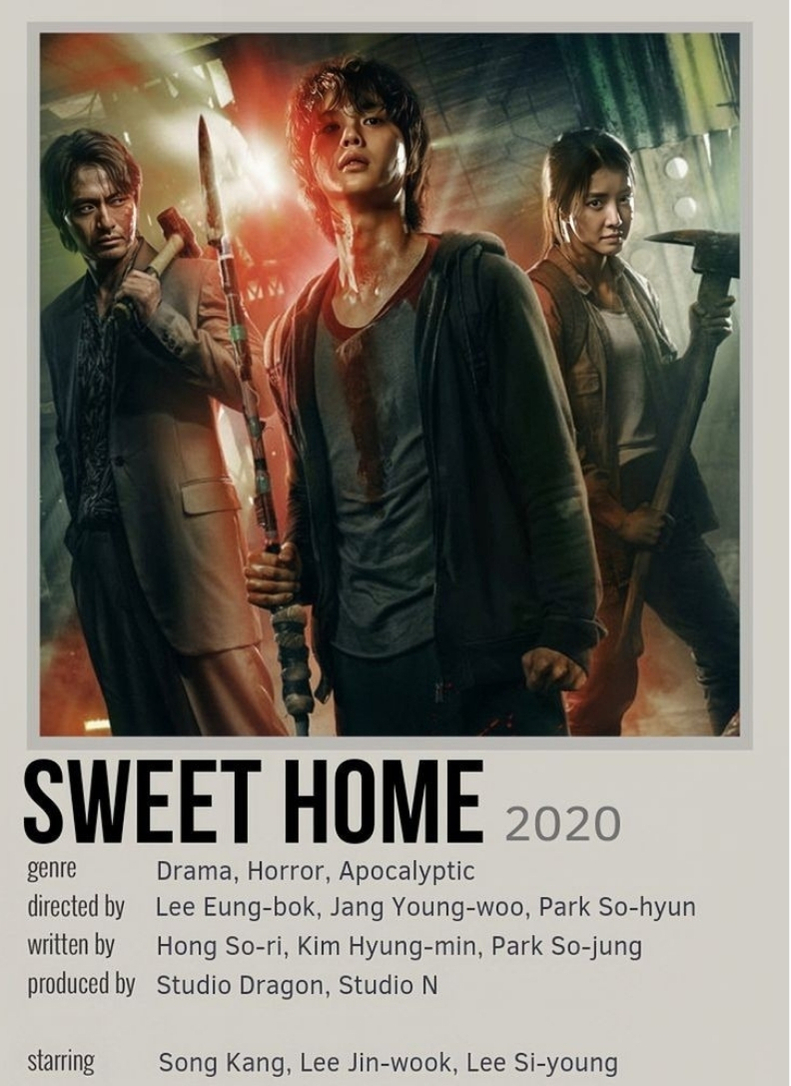 SWEET HOME 2020
genre Drama, Horror, Apocalyptic
directed by Lee Eung-bok, Jang Young-woo, Park So-hyun
written by Hong So-ri, Kim Hyung-min, Park So-jung
produced by Studio Dragon, Studio N
starring Song Kang, Lee Jin-wook, Lee Si-young